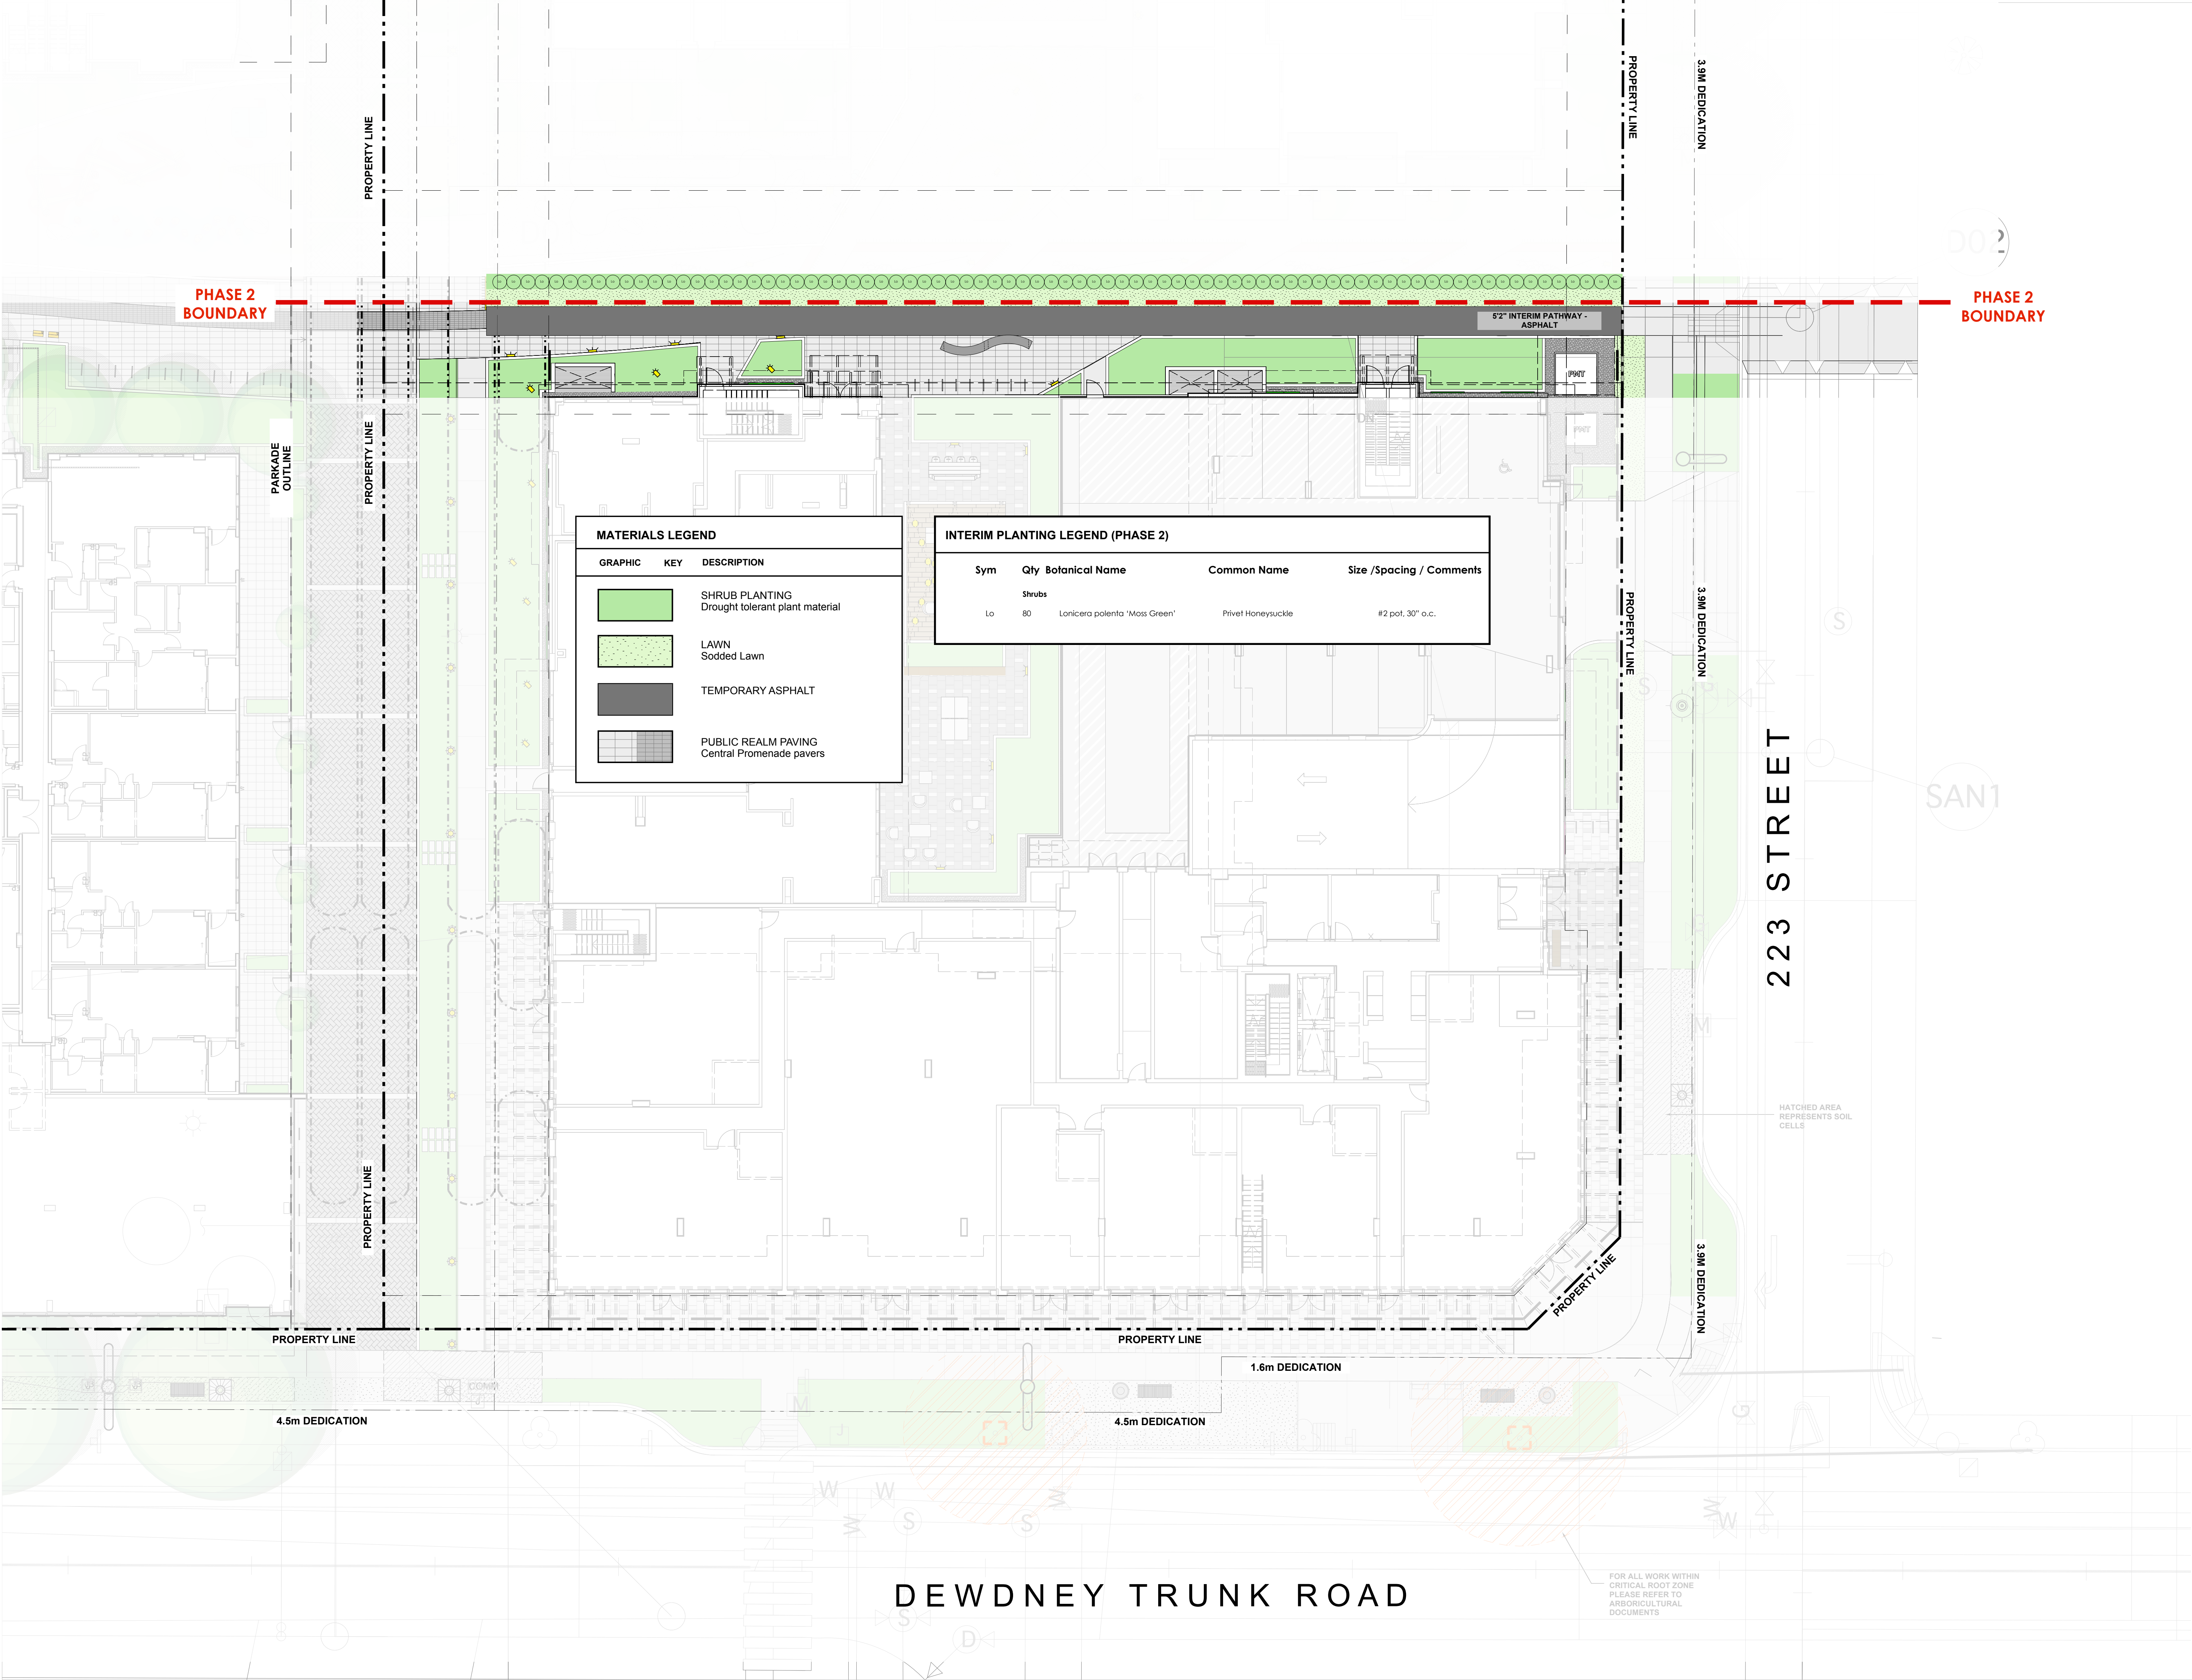 PROPERTY LINE
PROPERTY LINE
3.9M DEDICATION
PHASE 2
BOUNDARY
PHASE 2
BOUNDARY
5'2" INTERIM PATHWAY -
ASPHALT
PMT
PMT
DN
PARKADE
OUTLINE
PROPERTY LINE
MATERIALS LEGEND
GRAPHIC KEY DESCRIPTION
SHRUB PLANTING
Drought tolerant plant material
LAWN
Sodded Lawn
TEMPORARY ASPHALT
PUBLIC REALM PAVING
Central Promenade pavers
INTERIM PLANTING LEGEND (PHASE 2)
Sym Qty Botanical Name Common Name Size /Spacing / Comments
Shrubs
Lo 80 Lonicera polenta ‘Moss Green’ Privet Honeysuckle #2 pot, 30” o.c.
PROPERTY LINE
3.9M DEDICATION
S
S
223 STREET
SAN1
M
HATCHED AREA
REPRESENTS SOIL
CELLS
PROPERTY LINE
PROPERTY LINE
3.9M DEDICATION
PROPERTY LINE
PROPERTY LINE
1.6m DEDICATION
4.5m DEDICATION
4.5m DEDICATION
M
G
W
W
W
W
W
W
S
S
DEWDNEY TRUNK ROAD
S
D
FOR ALL WORK WITHIN
CRITICAL ROOT ZONE
PLEASE REFER TO
ARBORICULTURAL
DOCUMENTS